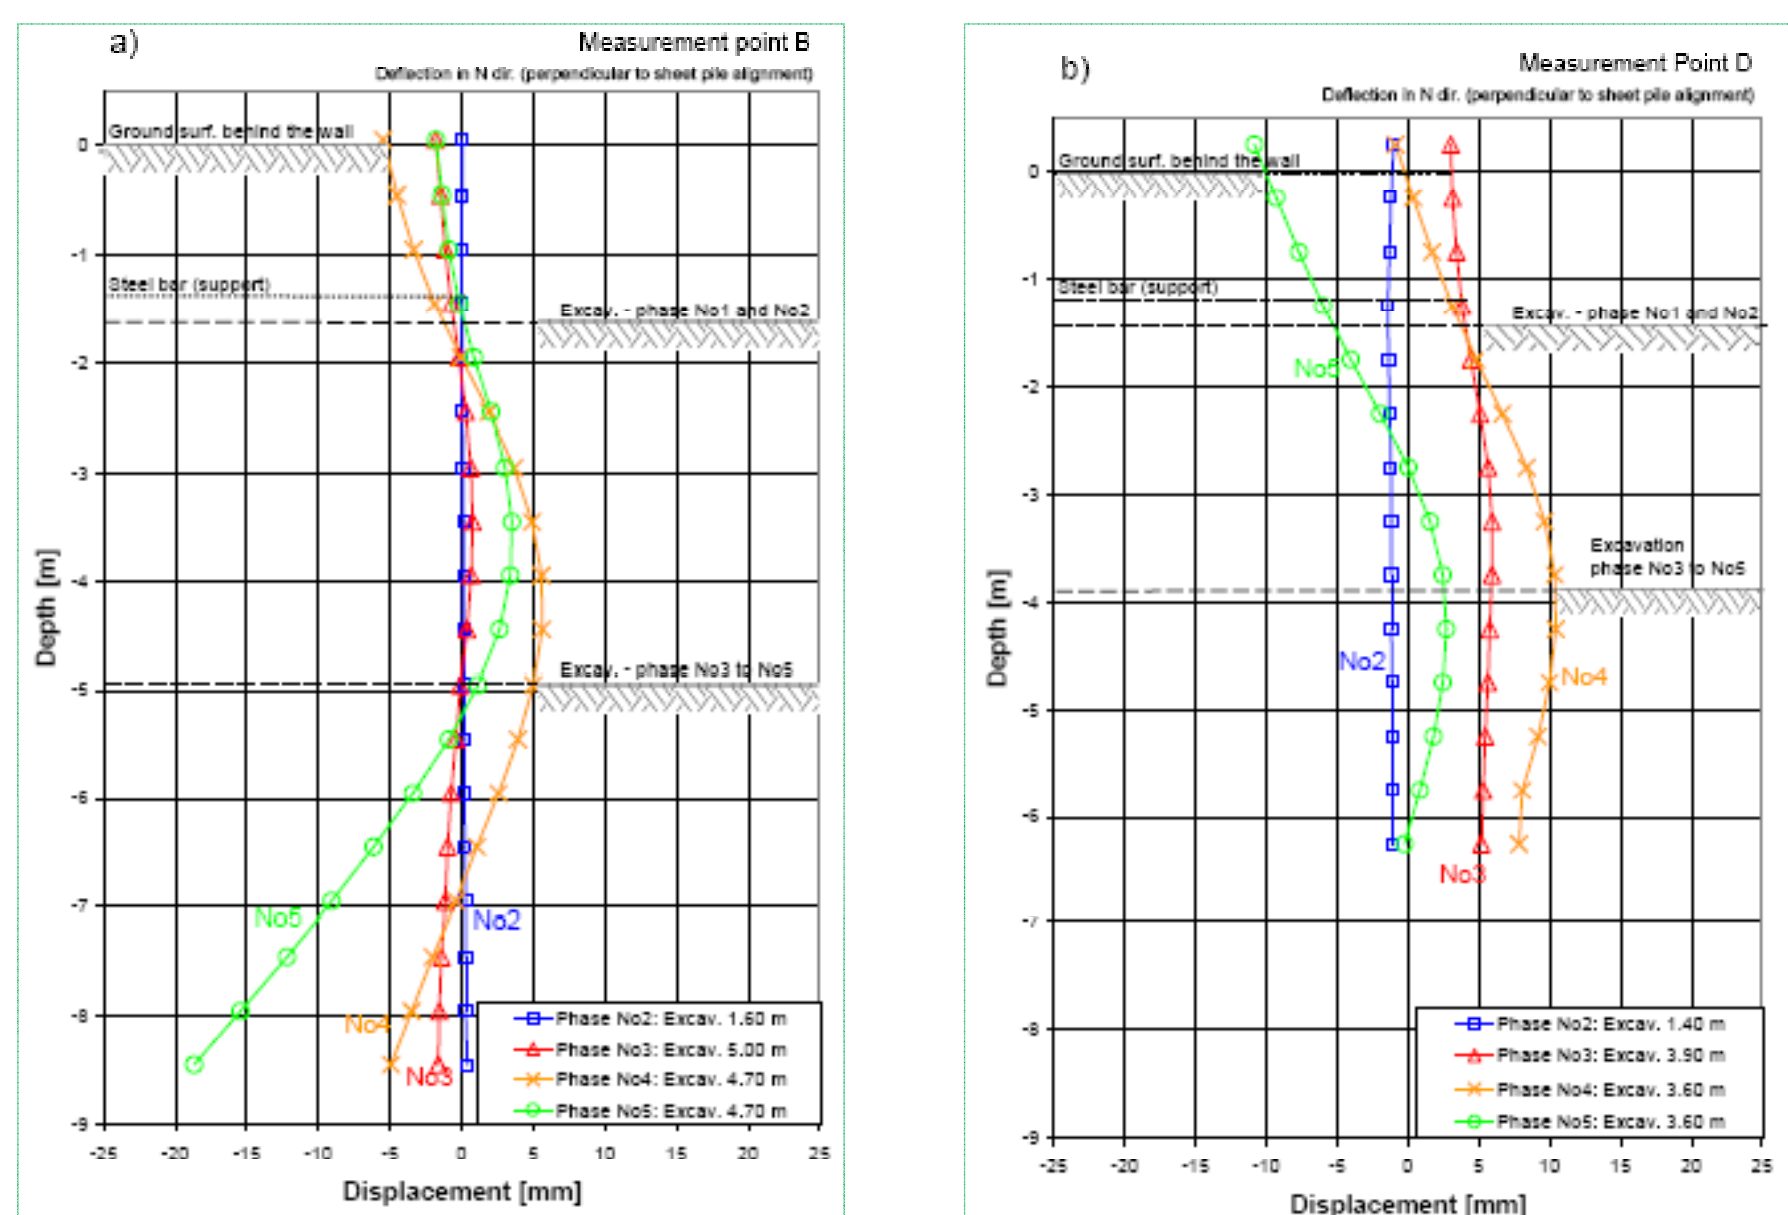 a)
Measurement point B
Deflection in N dir. (perpendicular to sheet pile alignment)
Ground surf. behind the wall
Steel bar (support)
Excav. - phase No1 and No2
Excav. - phase No3 to No5
No5
No2
No4
No3
Phase No2: Excav. 1.60 m
Phase No3: Excav. 5.00 m
Phase No4: Excav. 4.70 m
Phase No5: Excav. 4.70 m
0
-1
-2
-3
-4
-5
-6
-7
-8
-9
Depth [m]
-25 -20 -15 -10 -5 0 5 10 15 20 25
Displacement [mm]
b)
Measurement Point D
Deflection in N dir. (perpendicular to sheet pile alignment)
Ground surf. behind the wall
Steel bar (support)
Excav. - phase No1 and No2
No5
Excavation
phase No3 to No5
No2
No4
No3
Phase No2: Excav. 1.40 m
Phase No3: Excav. 3.90 m
Phase No4: Excav. 3.60 m
Phase No5: Excav. 3.60 m
0
-1
-2
-3
-4
-5
-6
-7
-8
-9
Depth [m]
-25 -20 -15 -10 -5 0 5 10 15 20 25
Displacement [mm]